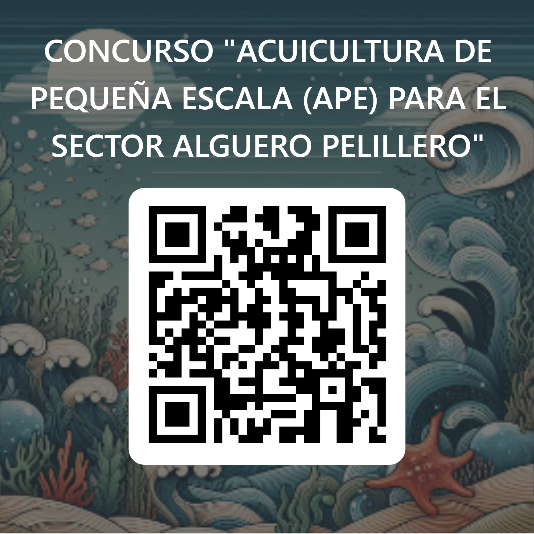 CONCURSO "ACUICULTURA DE
PEQUEÑA ESCALA (APE) PARA EL
SECTOR ALGUERO PELILLERO"